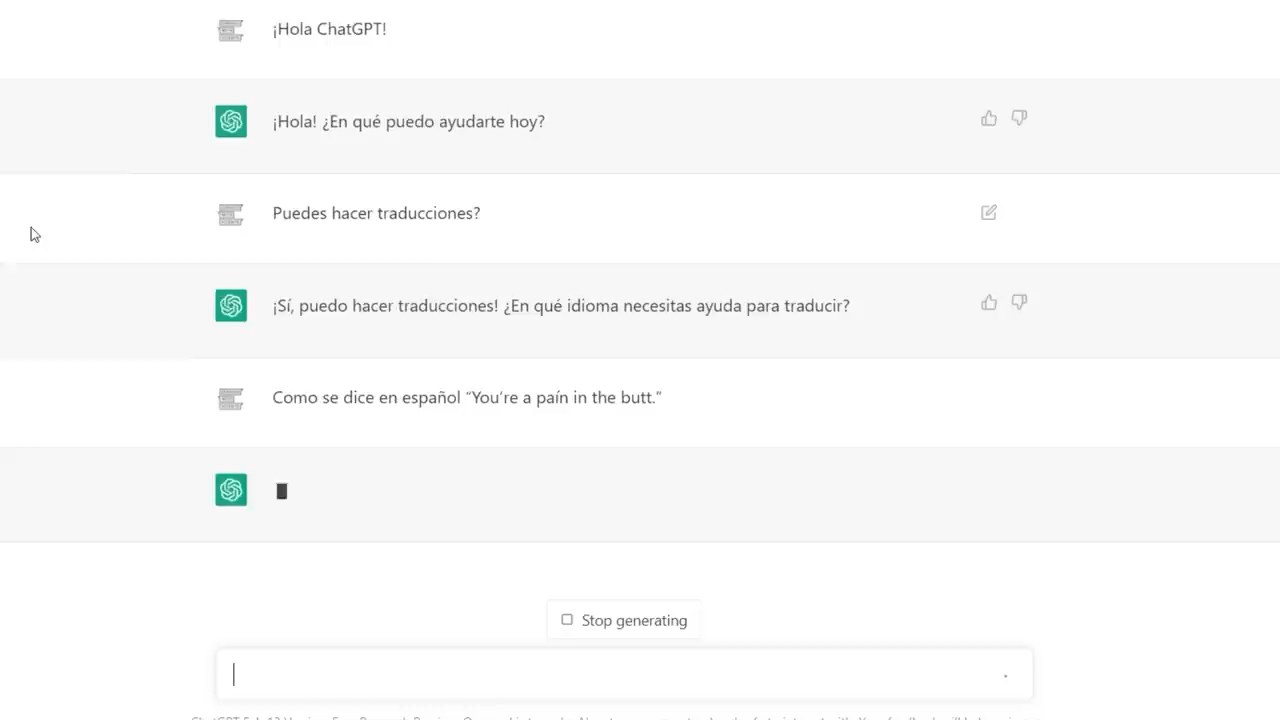 ¡Hola ChatGPT!
¡Hola! ¿En qué puedo ayudarte hoy?
Puedes hacer traducciones?
¡Sí, puedo hacer traducciones! ¿En qué idioma necesitas ayuda para traducir?
Como se dice en español “You’re a paín in the butt.”
Stop generating